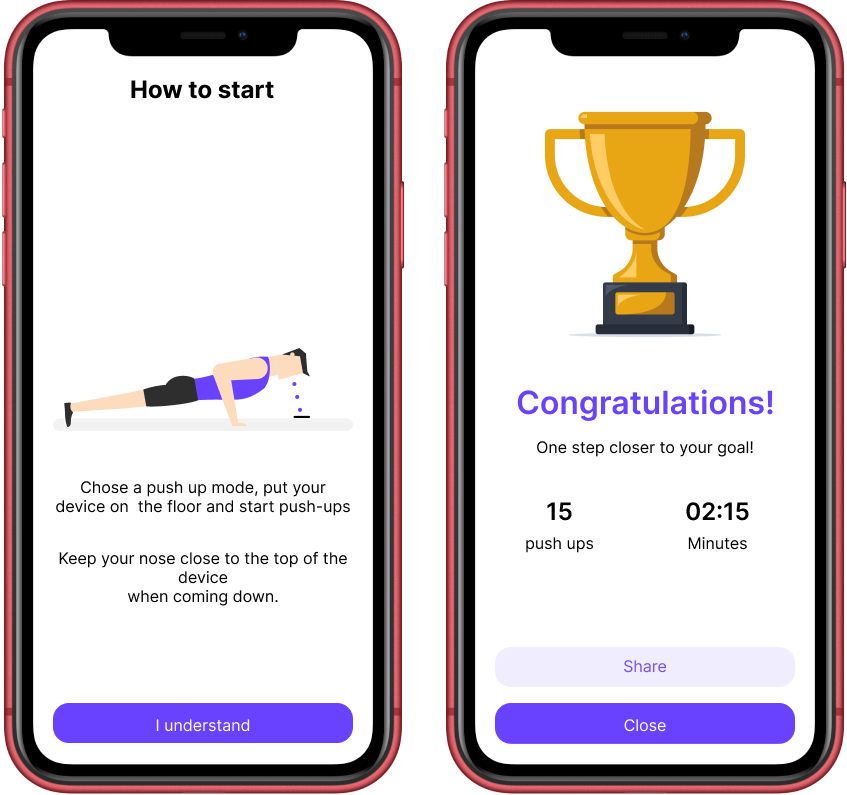 How to start
Chose a push up mode, put your
device on  the floor and start push-ups
Keep your nose close to the top of the
device
when coming down.
I understand
Congratulations!
One step closer to your goal!
15 02:15
push ups Minutes
Share
Close